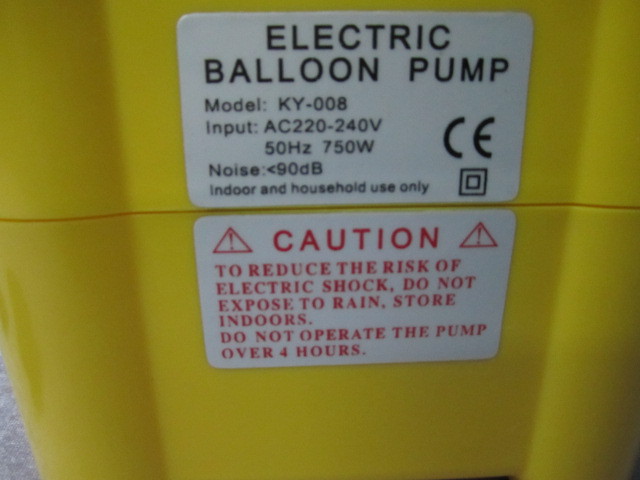 ELECTRIC
BALLOON PUMP
Model: KY-008
Input: AC220-240V
50Hz 750W
Noise:<90dB
Indoor and household use only
CE
CAUTION
TO REDUCE THE RISK OF
ELECTRIC SHOCK, DO NOT
EXPOSE TO RAIN, STORE
INDOORS.
DO NOT OPERATE THE PUMP
OVER 4 HOURS.